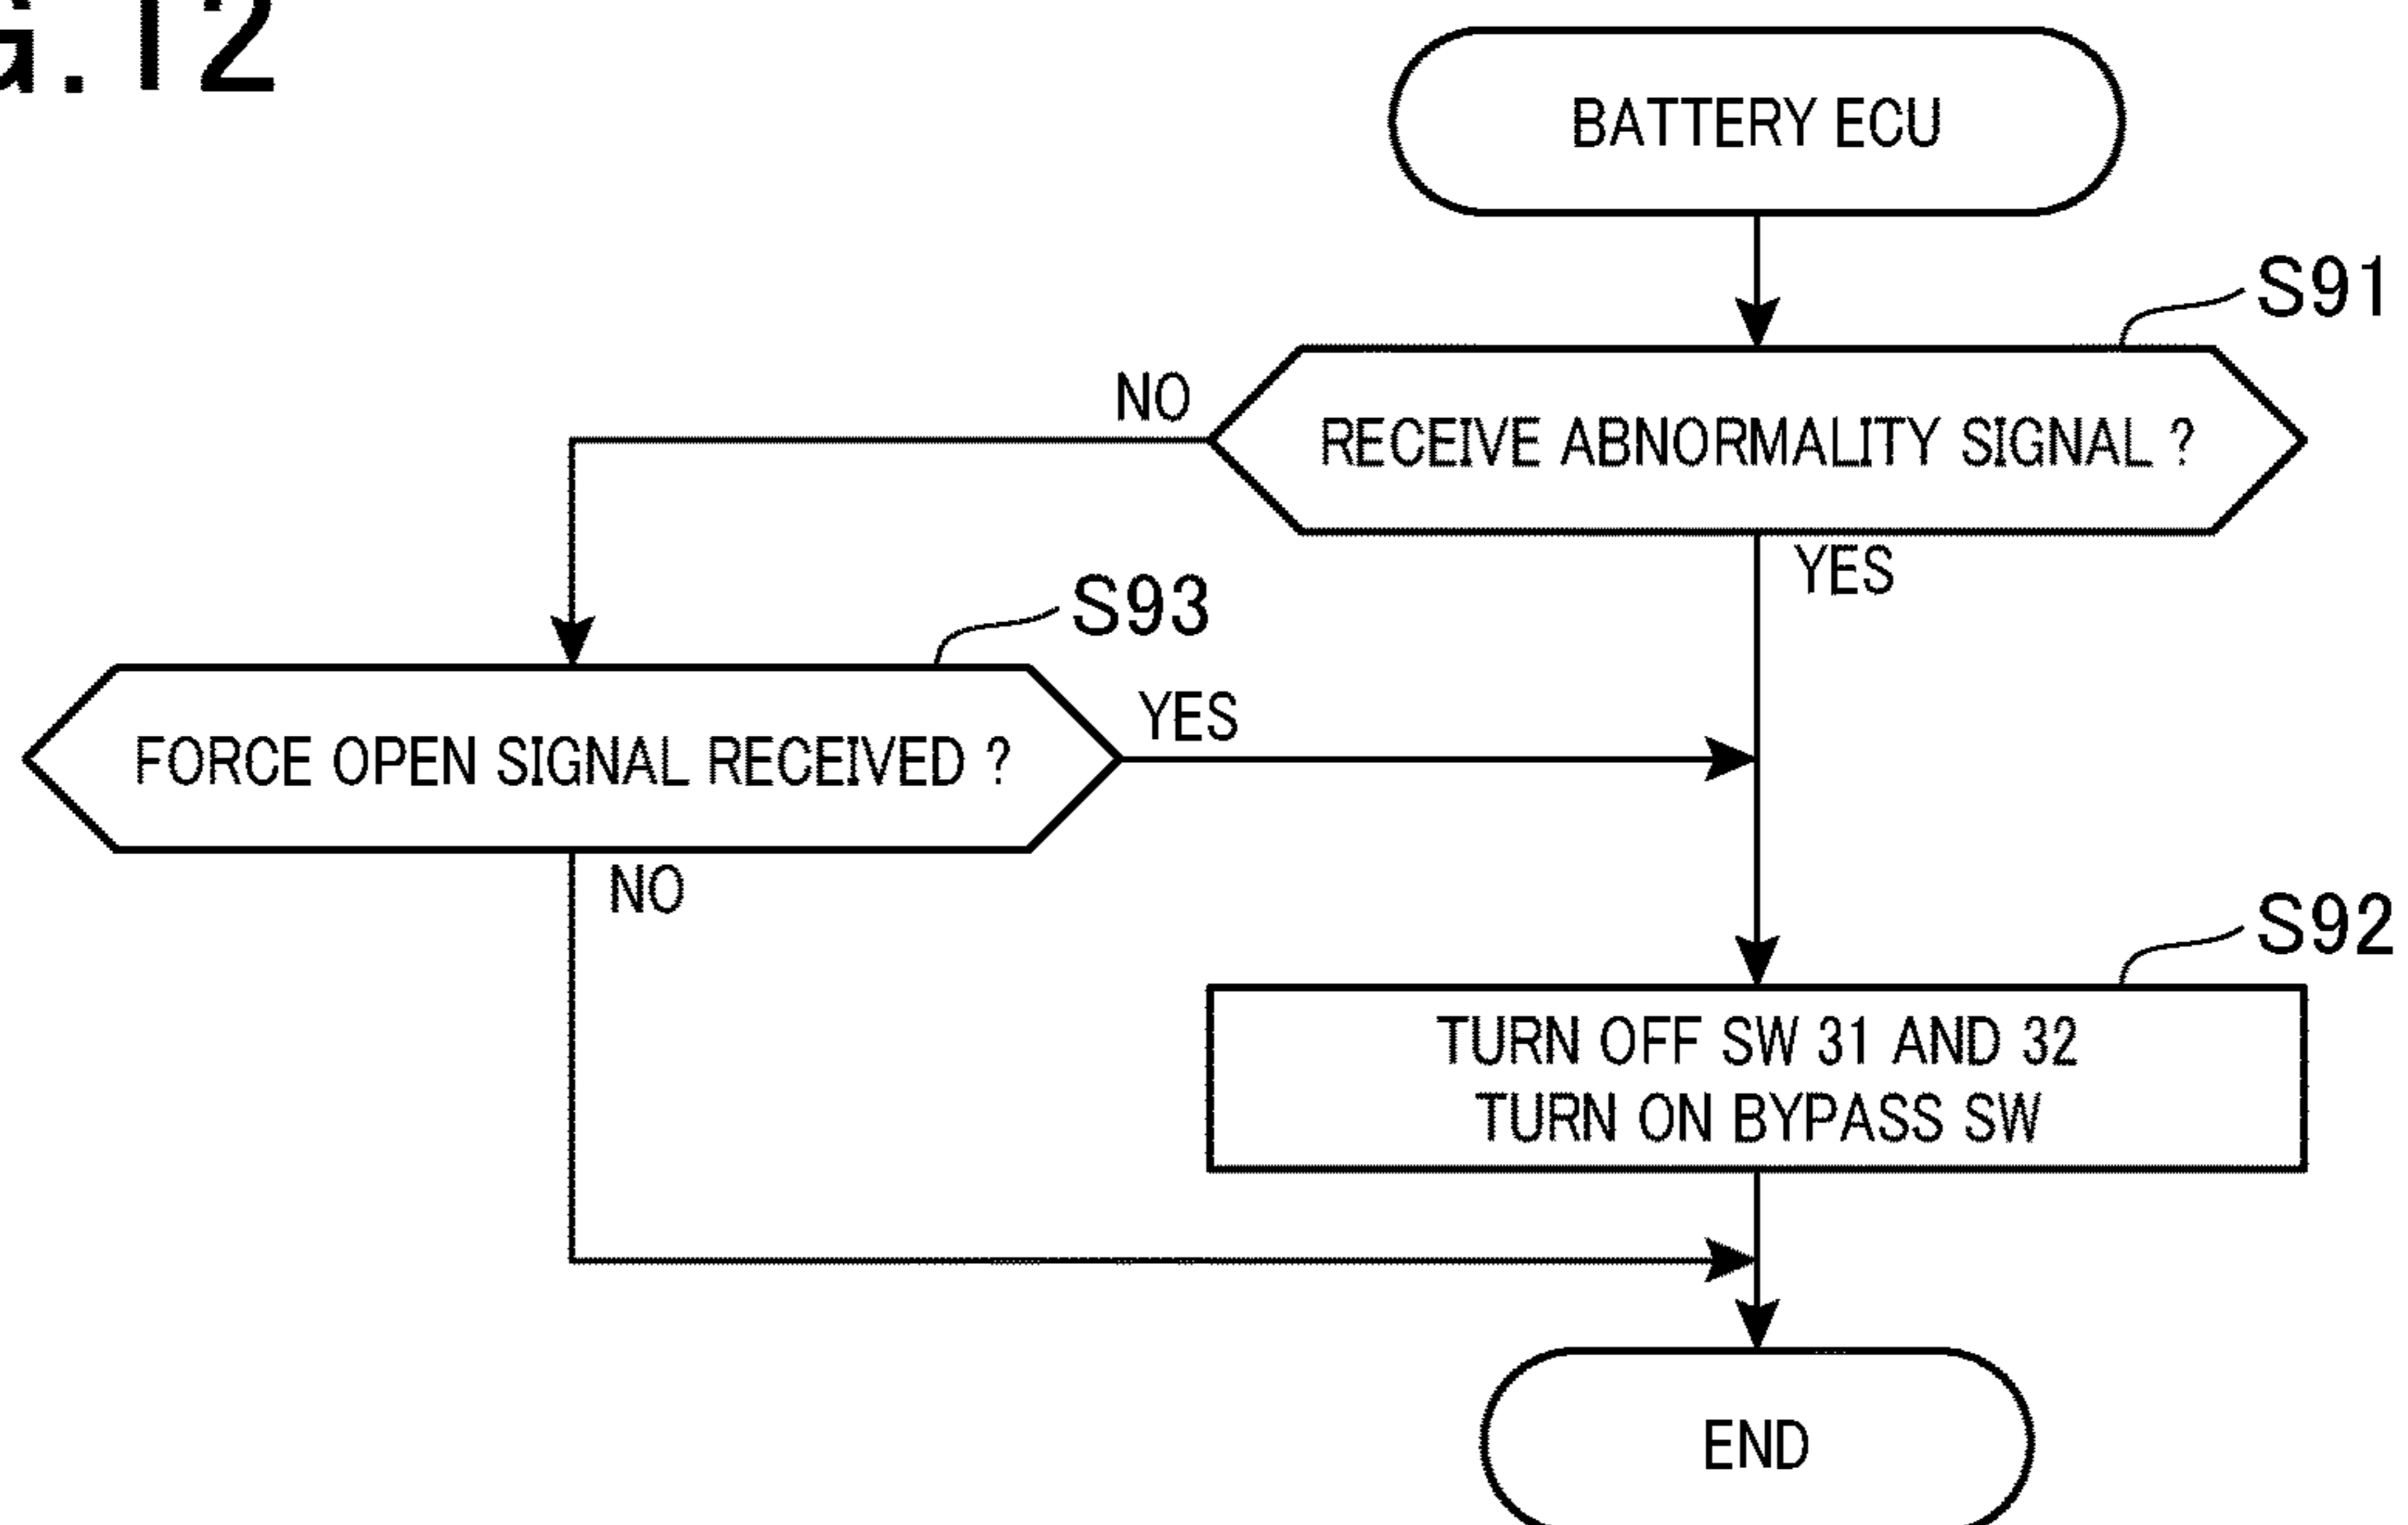 G.12
BATTERY ECU
S91
RECEIVE ABNORMALITY SIGNAL ?
NO
YES
S93
FORCE OPEN SIGNAL RECEIVED ?
YES
NO
S92
TURN OFF SW 31 AND 32
TURN ON BYPASS SW
END